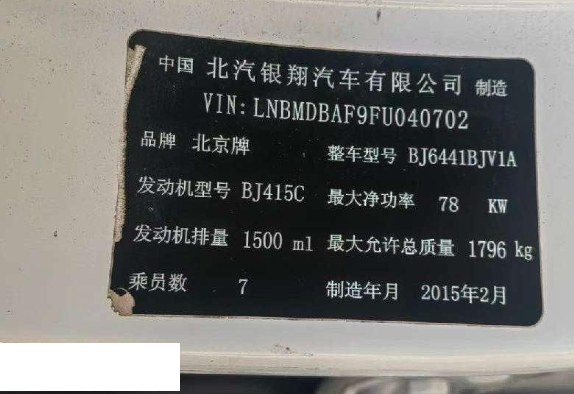 中国 北汽银翔汽车有限公司 制造
VIN:LNBMDBAF9FU040702
品牌 北京牌 整车型号 BJ6441BJV1A
发动机型号 BJ415C 最大净功率 78 KW
发动机排量 1500 ml 最大允许总质量 1796 kg
乘员数 7 制造年月 2015年2月